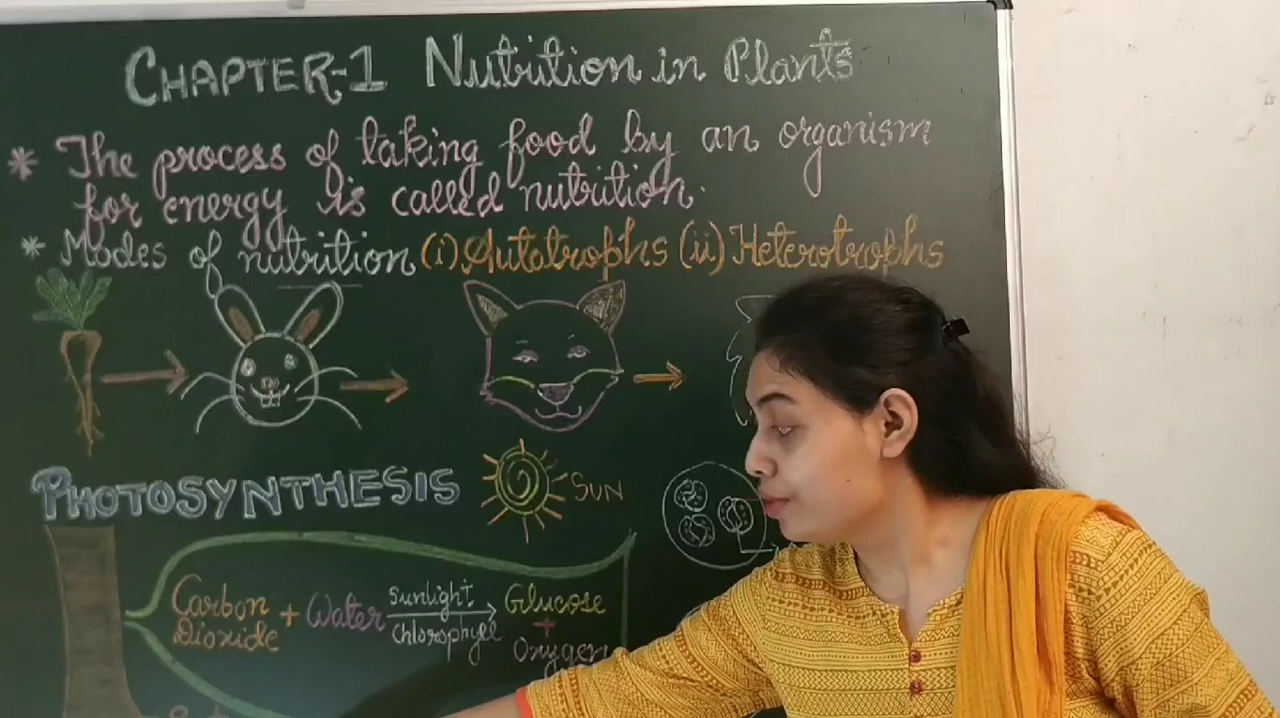 CHAPTER-1 Nutrition in Plants
* The process of taking food by an organism
for energy is called nutrition.
* Modes of nutrition (i) Autotrophs (ii) Heterotrophs
PHOTOSYNTHESIS
SUN
Carbon Dioxide + Water Sunlight Chlorophyll Glucose + Oxygen